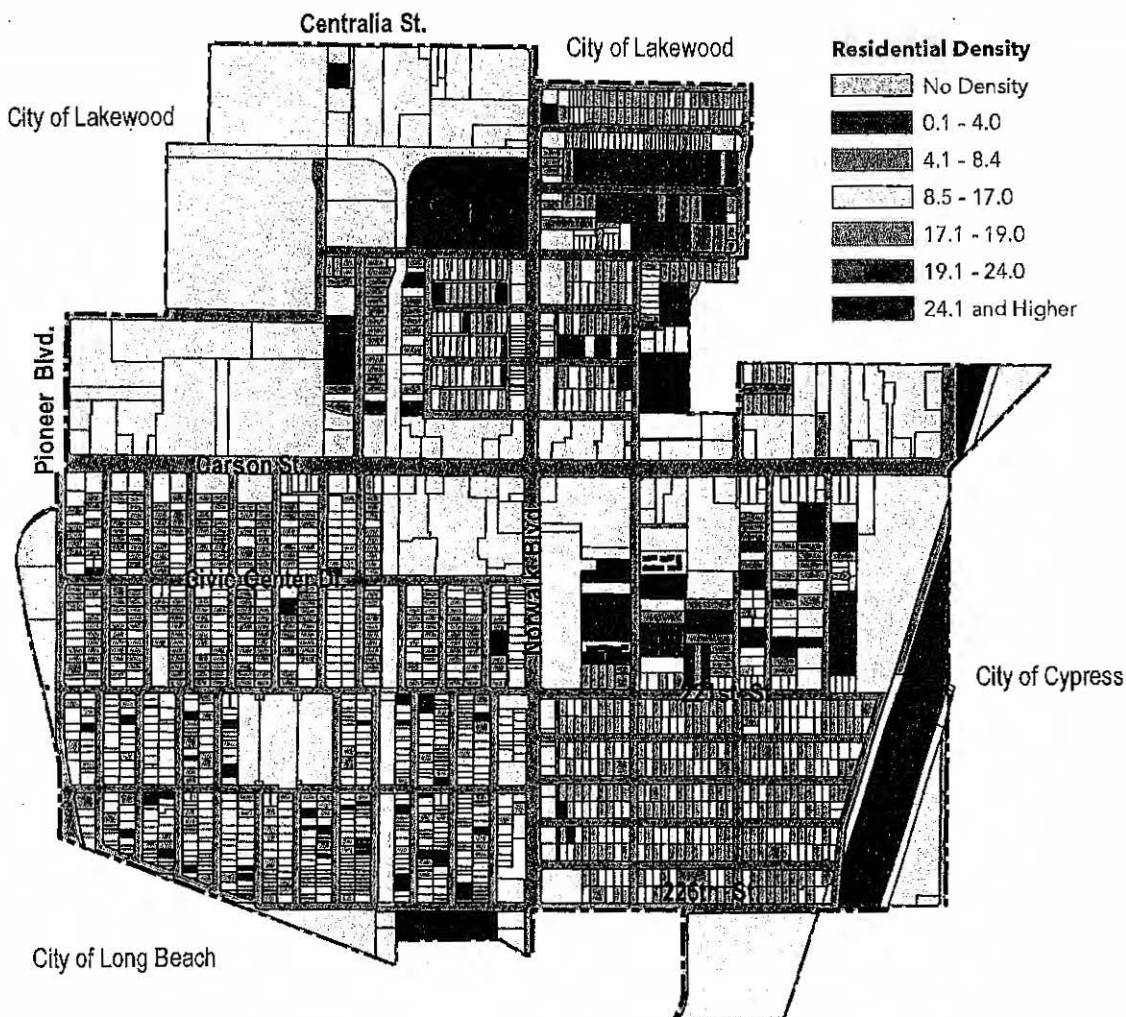 Centralia St.
City of Lakewood
Residential Density
No Density
0.1 - 4.0
4.1 - 8.4
8.5 - 17.0
17.1 - 19.0
19.1 - 24.0
24.1 and Higher
City of Lakewood
Pioneer Blvd.
Carson St.
Civic Center Dr.
Norwalk Blvd.
221st St
City of Cypress
226th St
City of Long Beach